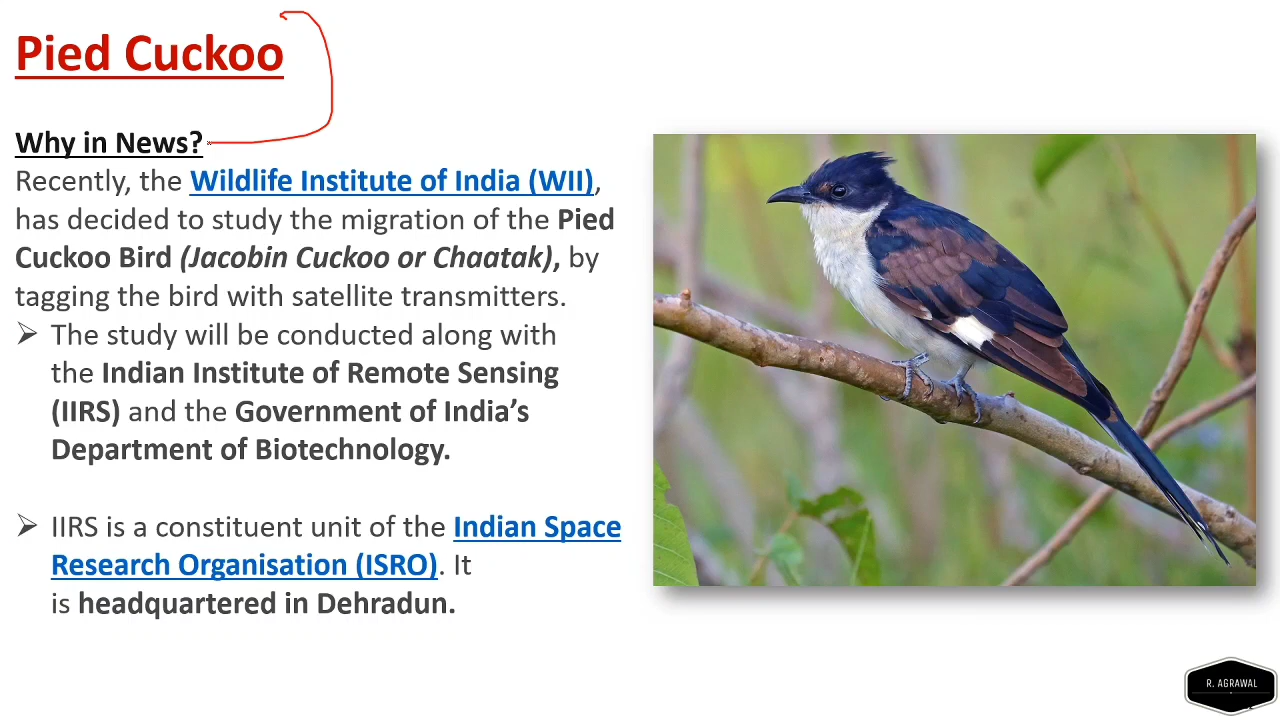 Pied Cuckoo
Why in News?
Recently, the Wildlife Institute of India (WII),
has decided to study the migration of the Pied
Cuckoo Bird (Jacobin Cuckoo or Chaatak), by
tagging the bird with satellite transmitters.
➢ The study will be conducted along with
the Indian Institute of Remote Sensing
(IIRS) and the Government of India’s
Department of Biotechnology.
➢ IIRS is a constituent unit of the Indian Space
Research Organisation (ISRO). It
is headquartered in Dehradun.
R. AGRAWAL